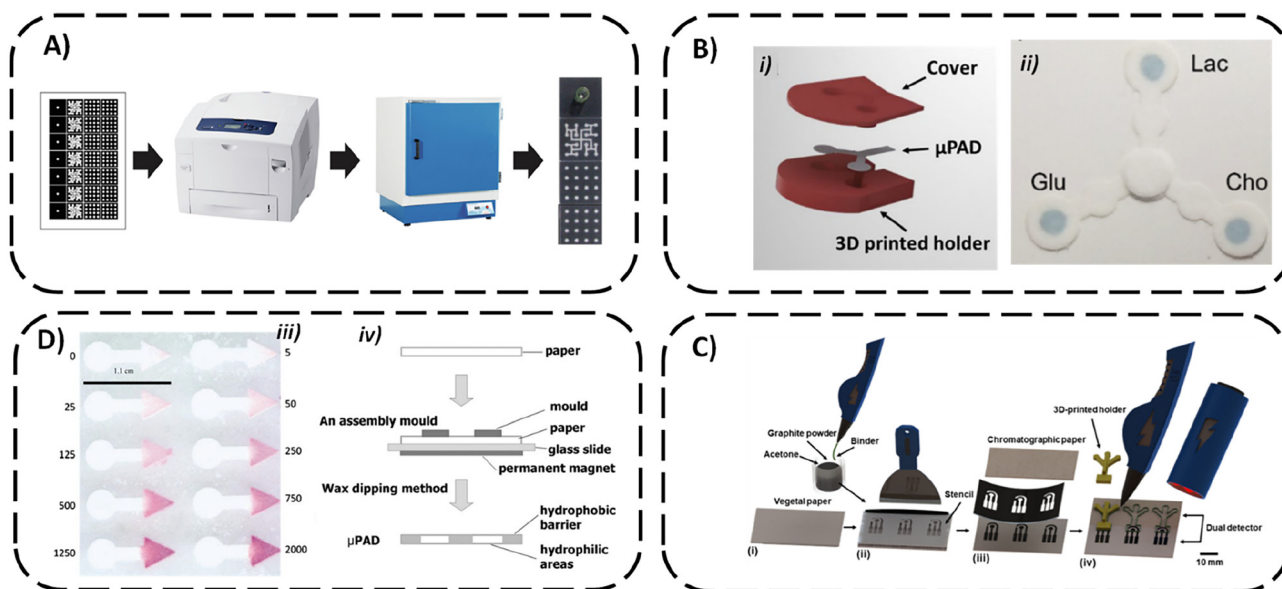 A)
B)
i)
Cover
μPAD
3D printed holder
ii)
Lac
Glu
Cho
D)
iii)
0
5
1.1 cm
25
50
125
250
500
750
1250
2000
iv)
paper
An assembly mould
mould
paper
glass slide
permanent magnet
Wax dipping method
μPAD
hydrophobic
barrier
hydrophilic
areas
C)
Graphite powder
Binder
Acetone
Vegetal paper
Stencil
Chromatographic paper
3D-printed holder
Dual detector
10 mm
(i)
(ii)
(iii)
(iv)